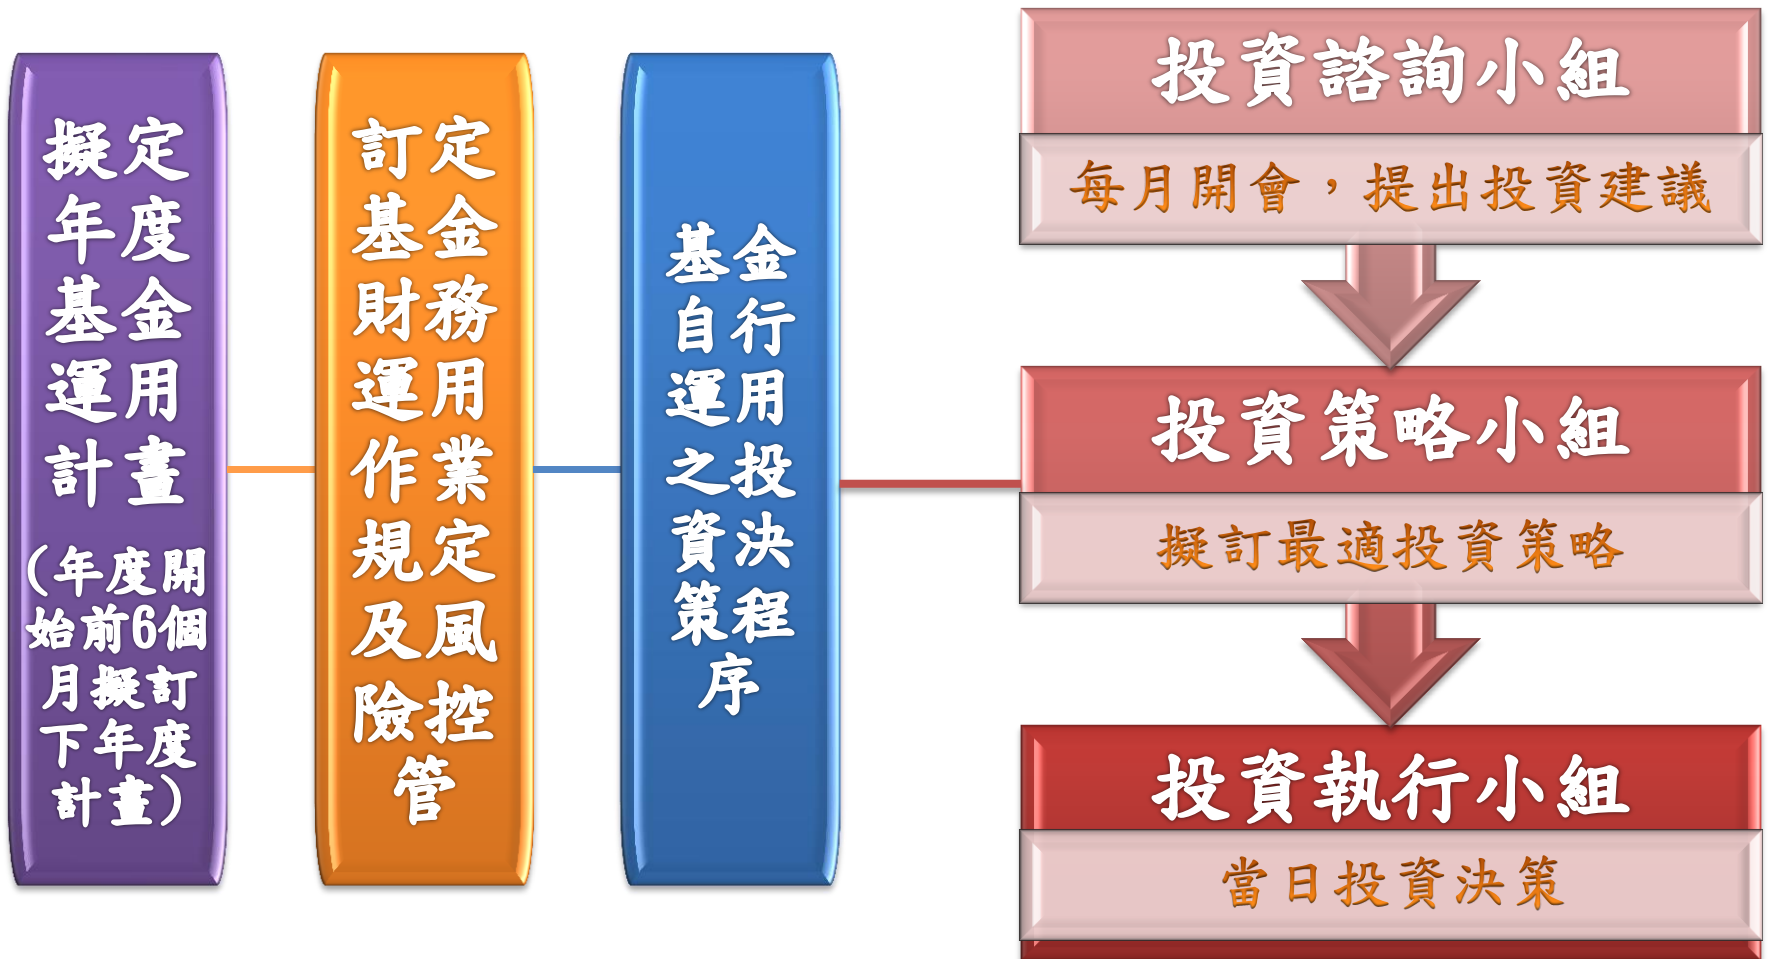 擬定
年度
基金
運用
計畫
（年度開
始前6個
月擬訂
下年度
計畫）
訂定
基金
財務
運用
作業
規定
及風
險控
管
基金
自行
運用
之投
資決
策程
序
投資諮詢小組
每月開會，提出投資建議
投資策略小組
擬訂最適投資策略
投資執行小組
當日投資決策